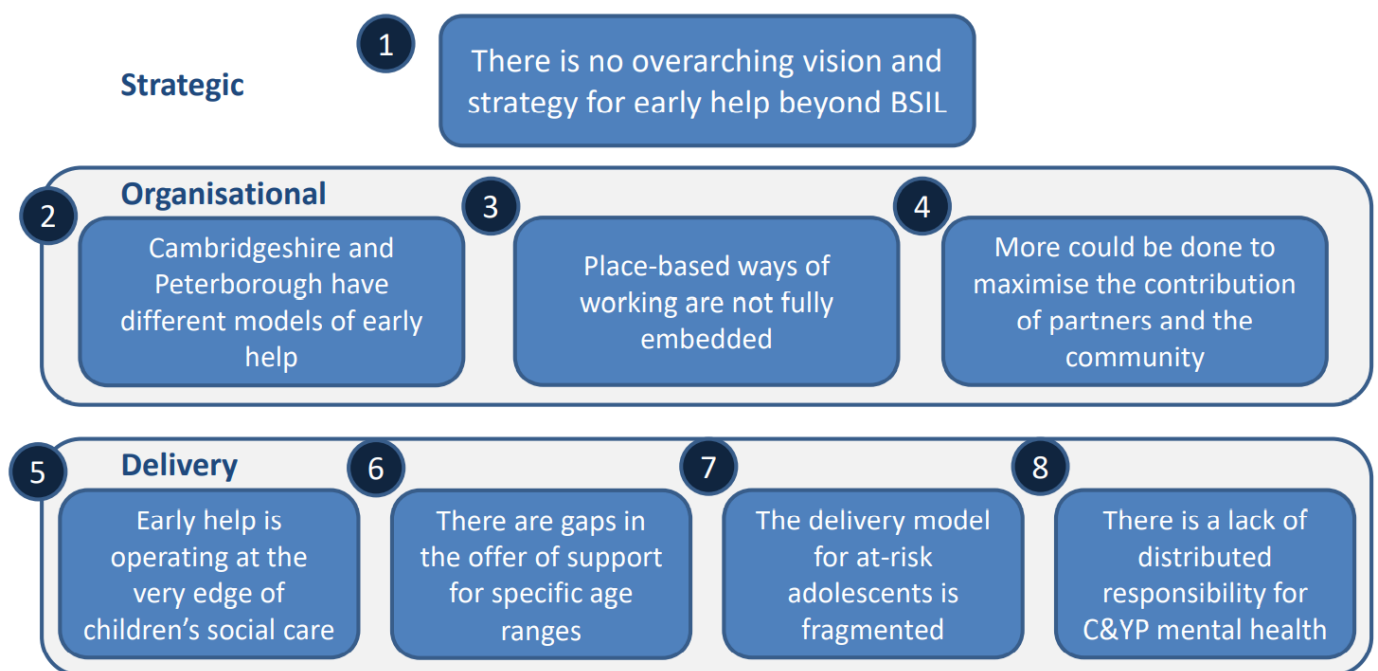 1
Strategic
There is no overarching vision and
strategy for early help beyond BSIL
Organisational
2
Cambridgeshire and
Peterborough have
different models of early
help
3
Place-based ways of
working are not fully
embedded
4
More could be done to
maximise the contribution
of partners and the
community
Delivery
5
Early help is
operating at the
very edge of
children's social care
6
There are gaps in
the offer of support
for specific age
ranges
7
The delivery model
for at-risk
adolescents is
fragmented
8
There is a lack of
distributed
responsibility for
C&YP mental health